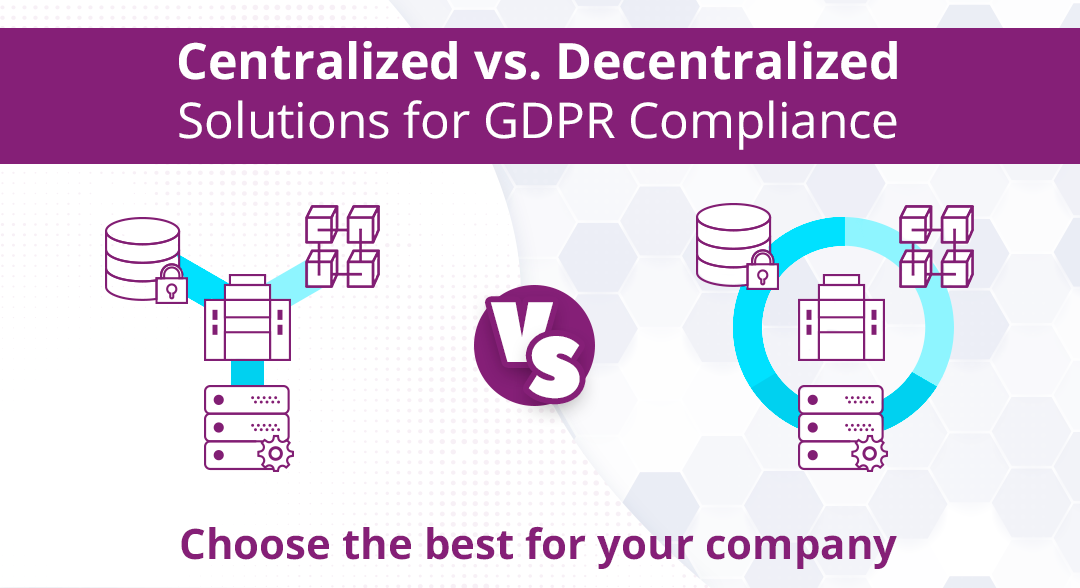 Centralized vs. Decentralized
Solutions for GDPR Compliance
VS
Choose the best for your company